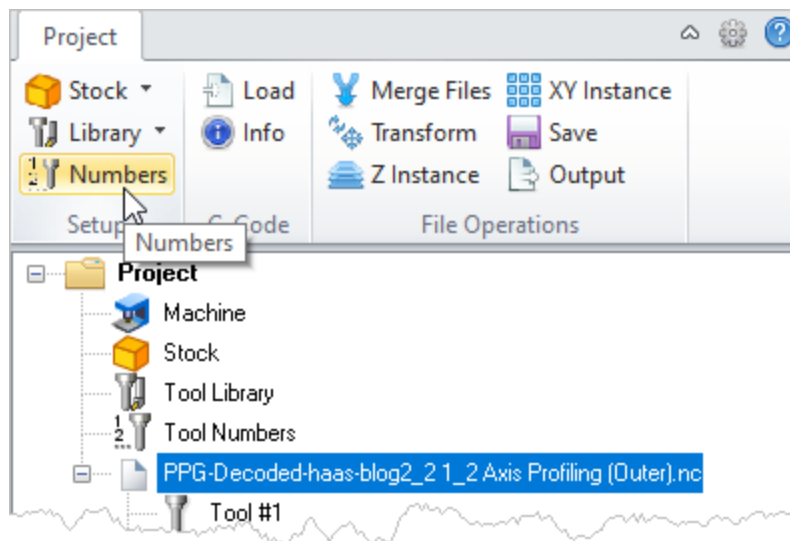 Project
Stock
Load
Merge Files
XY Instance
Library
Info
Transform
Save
Numbers
Z Instance
Output
Setup
G-Code
File Operations
Numbers
Project
Machine
Stock
Tool Library
Tool Numbers
PPG-Decoded-haas-blog2_2 1_2 Axis Profiling (Outer).nc
Tool #1